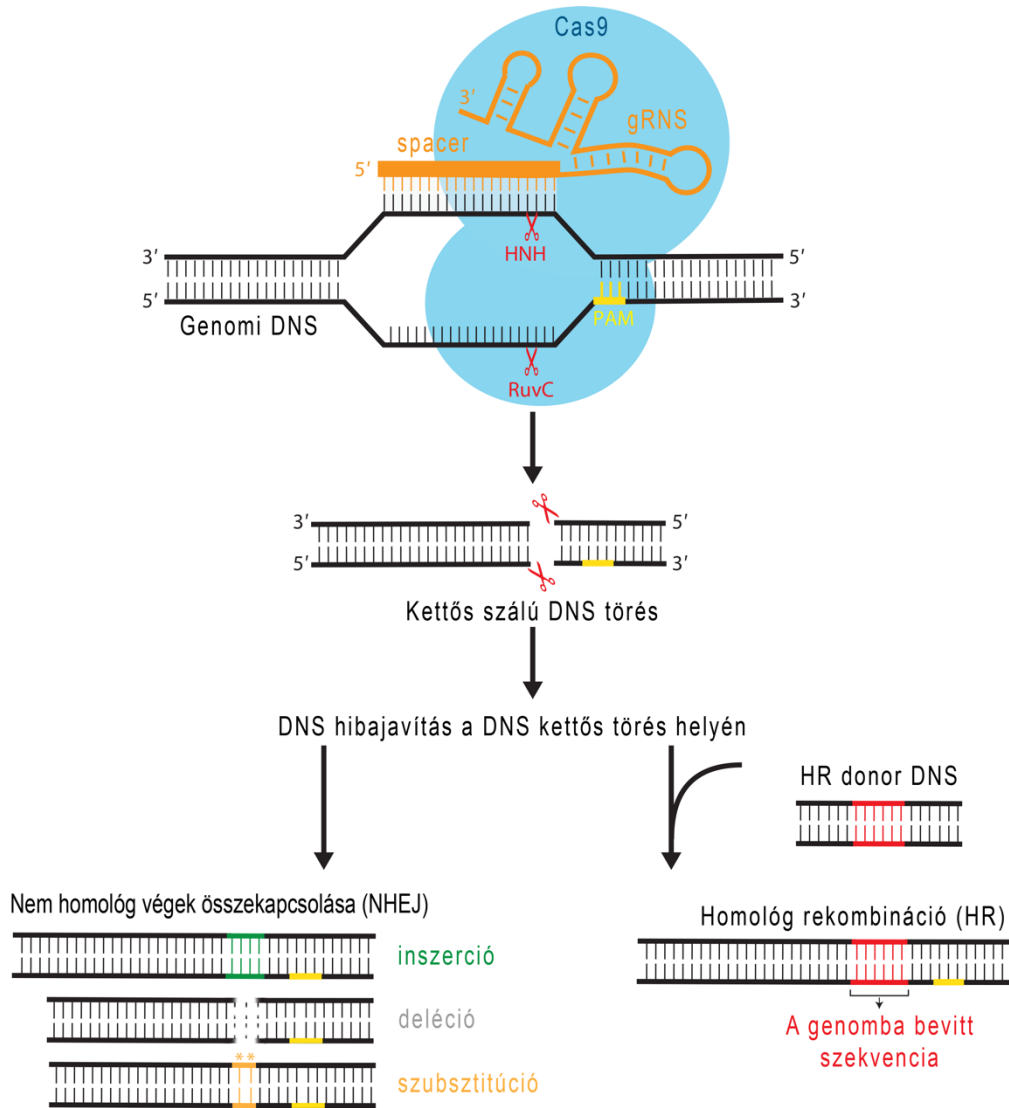 Cas9
3'
gRNS
spacer
5'
HNH
3'
5'
5'
3'
PAM
Genomi DNS
RuvC
3'
5'
5'
3'
Kettős szálú DNS törés
DNS hibajavítás a DNS kettős törés helyén
HR donor DNS
Nem homológ végek összekapcsolása (NHEJ)
Homológ rekombináció (HR)
inszerció
deléció
A genomba bevitt
szekvencia
**
szubsztitúció